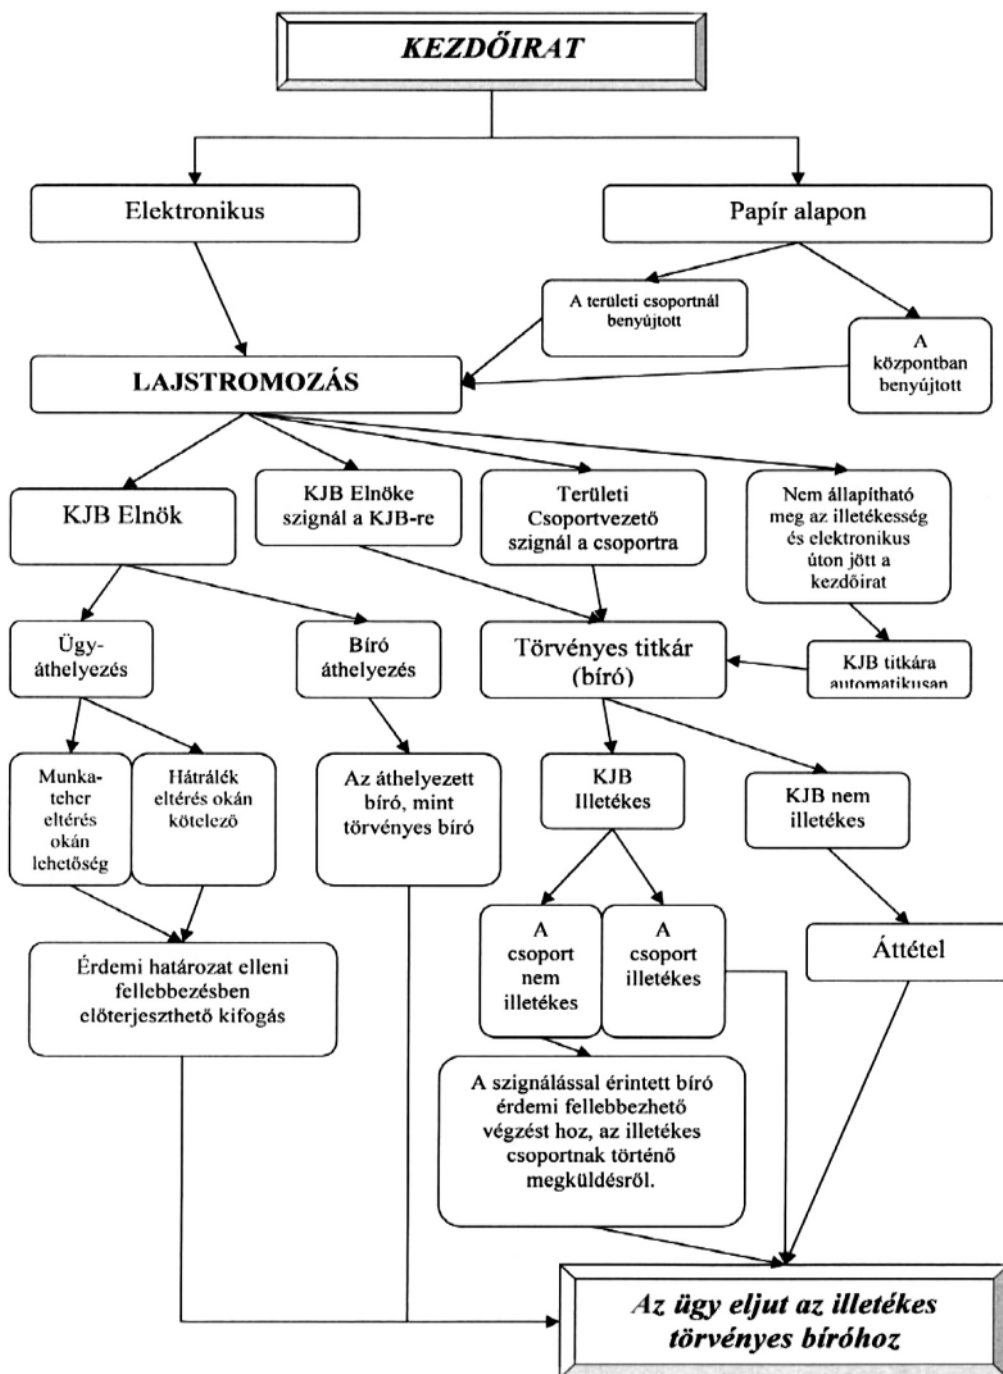 KEZDŐIRAT
Elektronikus
Papír alapon
A területi csoportnál
benyújtott
A
központban
benyújtott
LAJSTROMOZÁS
KJB Elnök
KJB Elnöke
szignál a KJB-re
Területi
Csoportvezető
szignál a csoportra
Nem állapítható
meg az illetékesség
és elektronikus
úton jött a
kezdőirat
Ügy-
áthelyezés
Bíró
áthelyezés
Törvényes titkár
(bíró)
KJB titkára
automatikusan
Munka-
teher
eltérés
okán
lehetőség
Hátrálék
eltérés okán
kötelező
Az áthelyezett
bíró, mint
törvényes bíró
KJB
Illetékes
KJB nem
illetékes
A
csoport
nem
illetékes
A
csoport
illetékes
Áttétel
Érdemi határozat elleni
fellebbezésben
előterjeszthető kifogás
A szignálással érintett bíró
érdemi fellebbezhető
végzést hoz, az illetékes
csoportnak történő
megküldésről.
Az ügy eljut az illetékes
törvényes bíróhoz